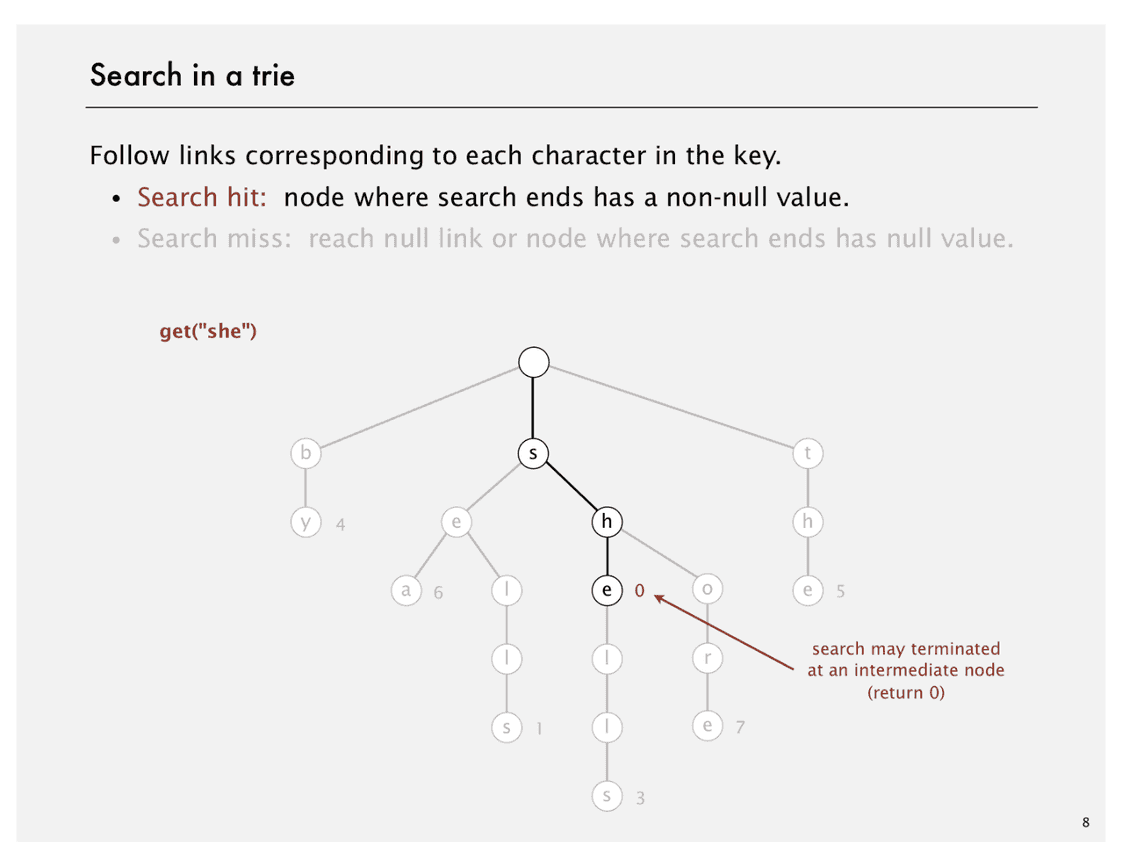 Search in a trie
Follow links corresponding to each character in the key.
• Search hit: node where search ends has a non-null value.
• Search miss: reach null link or node where search ends has null value.
get("she")
b s t
y 4 e h h
a 6 l e 0 o e 5
search may terminated
at an intermediate node
(return 0)
l l r
s 1 l e 7
s 3
8